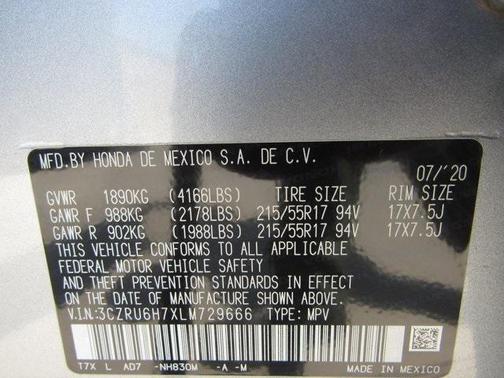 MFD.BY HONDA DE MEXICO S.A. DE C.V.
07/'20
GVWR 1890KG (4166LBS) TIRE SIZE RIM SIZE
GAWR F 988KG (2178LBS) 215/55R17 94V 17X7.5J
GAWR R 902KG (1988LBS) 215/55R17 94V 17X7.5J
THIS VEHICLE CONFORMS TO ALL APPLICABLE
FEDERAL MOTOR VEHICLE SAFETY
AND THEFT PREVENTION STANDARDS IN EFFECT
ON THE DATE OF MANUFACTURE SHOWN ABOVE.
V.I.N:3CZRU6H7XLM729666 TYPE: MPV
T7X L AD7 -NH830M -A -M
MADE IN MEXICO